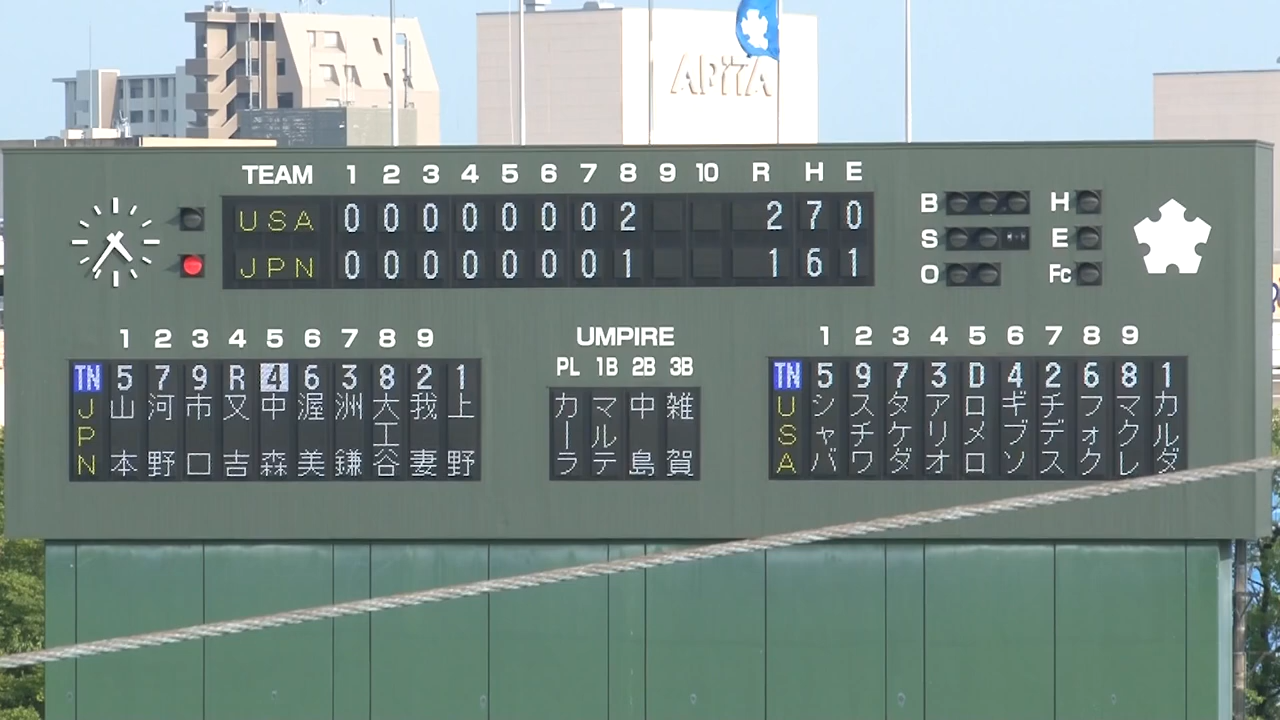 APiTA
TEAM 1 2 3 4 5 6 7 8 9 10 R H E
USA 0 0 0 0 0 0 0 2 2 7 0
JPN 0 0 0 0 0 0 0 1 1 6 1
B H
S E
O Fc
1 2 3 4 5 6 7 8 9
TN 5 7 9 R 4 6 3 8 2 1
JPN 山本 河野 市口 又吉 中森 渥美 洲鎌 大工谷 我妻 上野
UMPIRE
PL 1B 2B 3B
カーラ マルテ 中島 雑賀
1 2 3 4 5 6 7 8 9
TN 5 9 7 3 D 4 2 6 8 1
USA シャバ スチワ タケダ アリオ ロメロ ギブソ チデス フォク マクレ カルダ